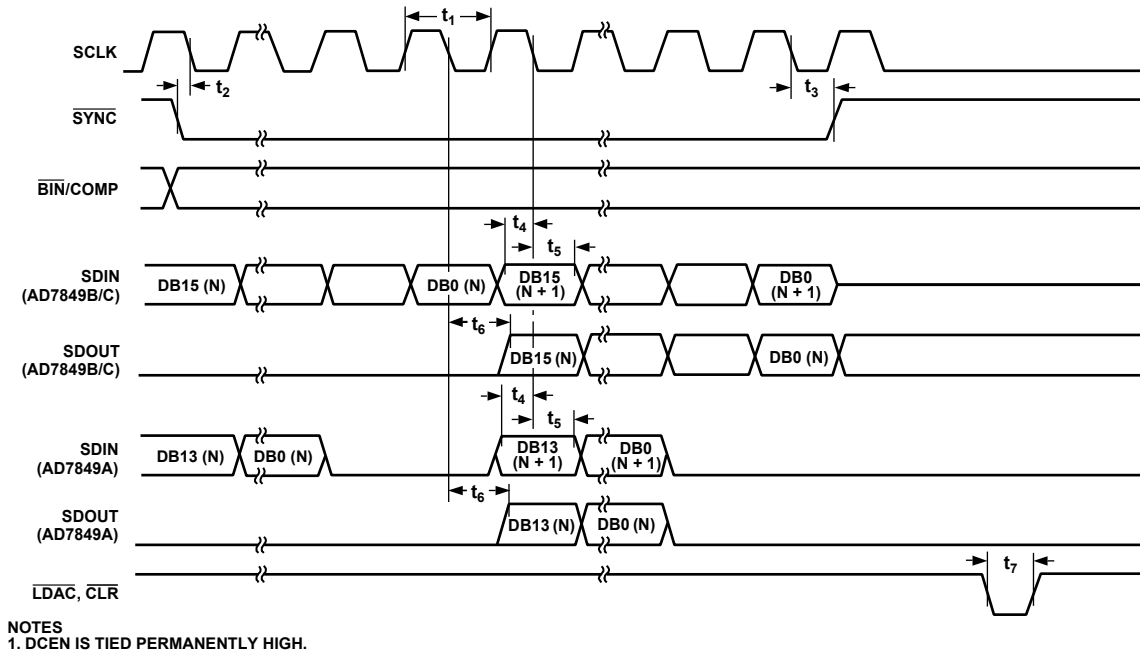 t1
SCLK
t2
t3
SYNC
BIN/COMP
t4
t5
SDIN
(AD7849B/C)
DB15 (N)
DB0 (N)
DB15
(N + 1)
DB0
(N + 1)
t6
SDOUT
(AD7849B/C)
DB15 (N)
DB0 (N)
t4
t5
SDIN
(AD7849A)
DB13 (N)
DB0 (N)
DB13
(N + 1)
DB0
(N + 1)
t6
SDOUT
(AD7849A)
DB13 (N)
DB0 (N)
t7
LDAC, CLR
NOTES
1. DCEN IS TIED PERMANENTLY HIGH.